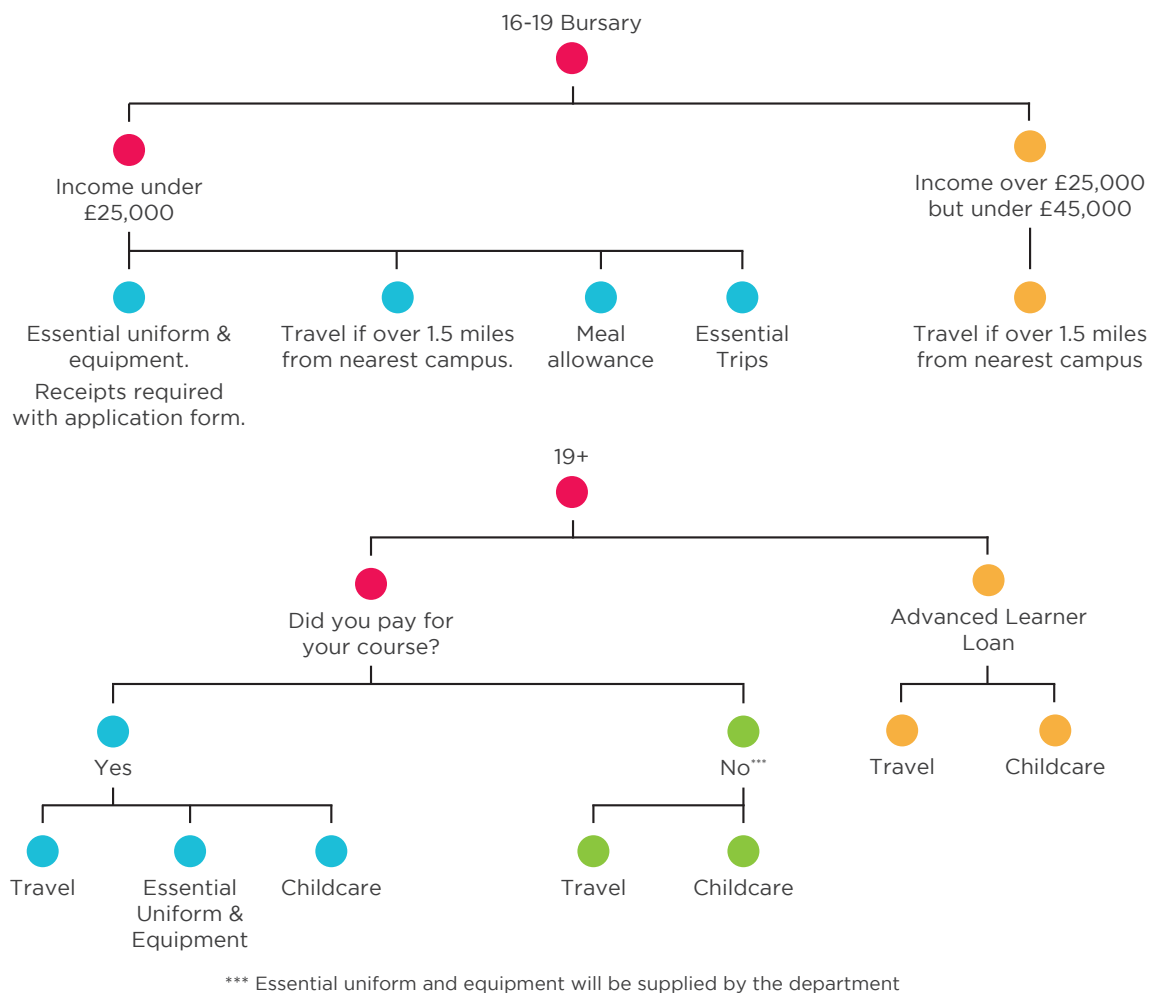 16-19 Bursary
Income under
£25,000
Income over £25,000
but under £45,000
Essential uniform &
equipment.
Receipts required
with application form.
Travel if over 1.5 miles
from nearest campus.
Meal
allowance
Essential
Trips
Travel if over 1.5 miles
from nearest campus
19+
Did you pay for
your course?
Advanced Learner
Loan
Yes
No***
Travel
Childcare
Travel
Essential
Uniform &
Equipment
Childcare
Travel
Childcare
*** Essential uniform and equipment will be supplied by the department